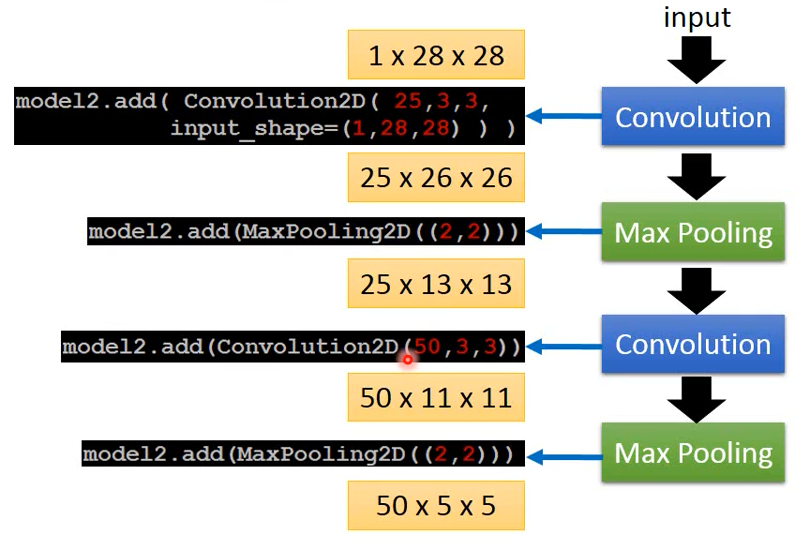 input
1 x 28 x 28
model2.add( Convolution2D( 25,3,3,
input_shape=(1,28,28) ) )
Convolution
25 x 26 x 26
model2.add(MaxPooling2D((2,2)))
Max Pooling
25 x 13 x 13
model2.add(Convolution2D(50,3,3))
Convolution
50 x 11 x 11
model2.add(MaxPooling2D((2,2)))
Max Pooling
50 x 5 x 5